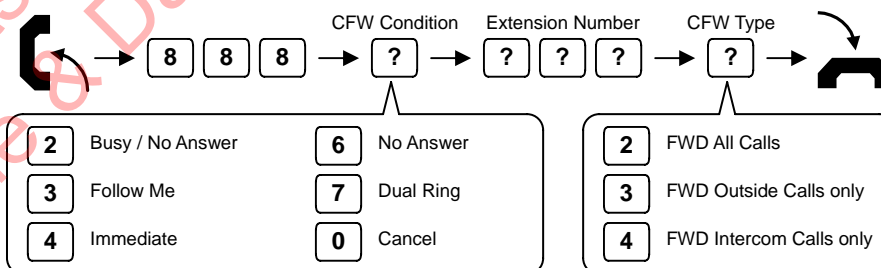 CFW Condition Extension Number CFW Type
8 8 8 ? ? ? ? ?
2 Busy / No Answer 6 No Answer 2 FWD All Calls
3 Follow Me 7 Dual Ring 3 FWD Outside Calls only
4 Immediate 0 Cancel 4 FWD Intercom Calls only